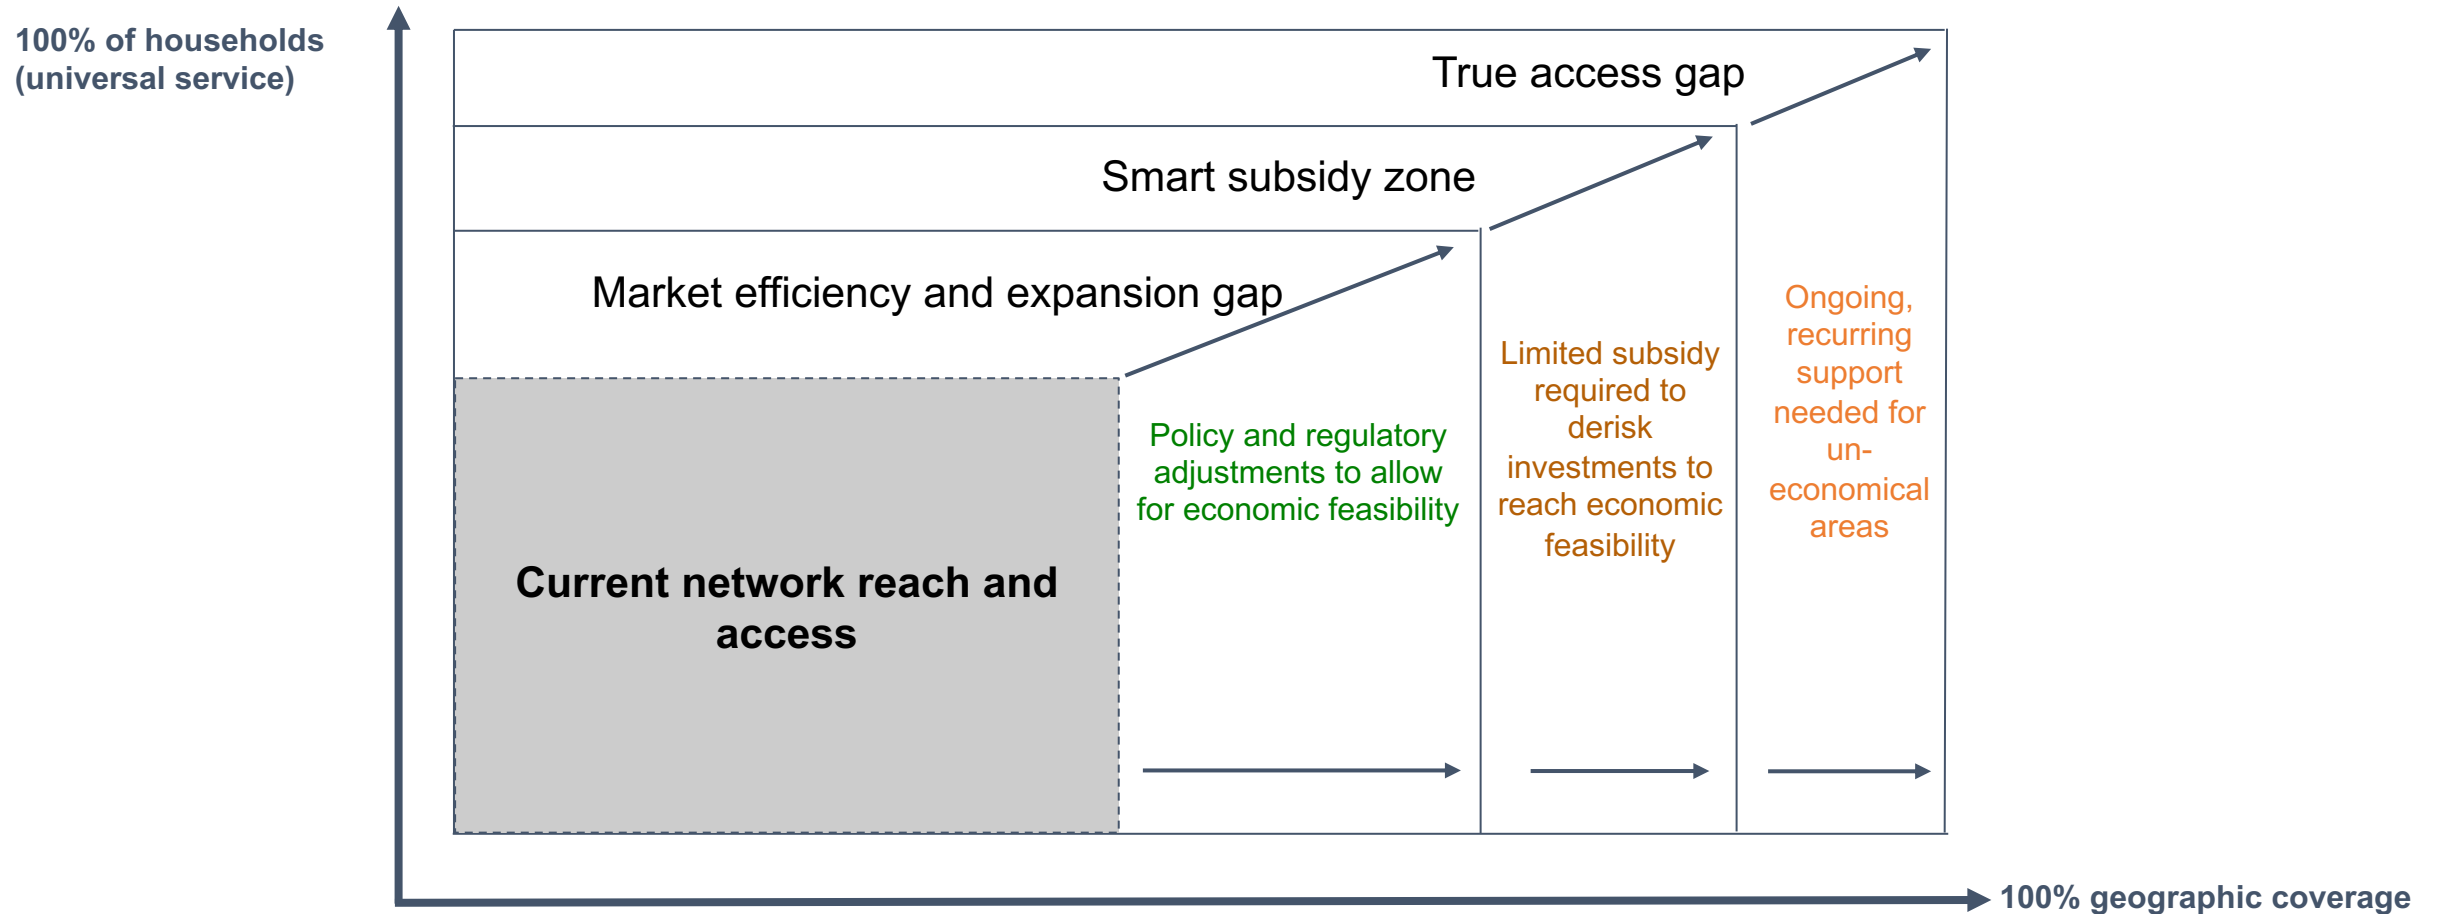 100% of households
(universal service)
True access gap
Smart subsidy zone
Market efficiency and expansion gap
Current network reach and
access
Policy and regulatory
adjustments to allow
for economic feasibility
Limited subsidy
required to
derisk
investments to
reach economic
feasibility
Ongoing,
recurring
support
needed for
un-
economical
areas
100% geographic coverage